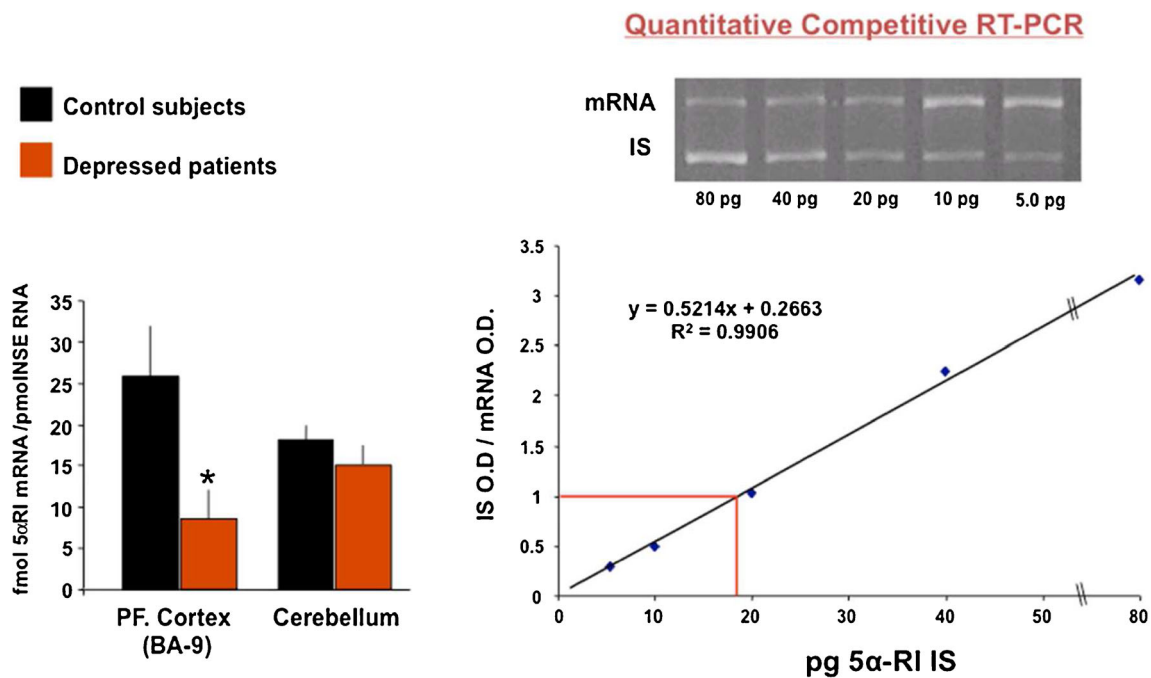 Quantitative Competitive RT-PCR
Control subjects
Depressed patients
mRNA
IS
80 pg 40 pg 20 pg 10 pg 5.0 pg
fmol 5αRI mRNA /pmolNSE RNA
35
30
25
20
15
10
5
0
*
PF. Cortex
(BA-9)
Cerebellum
IS O.D / mRNA O.D.
3.5
3
2.5
2
1.5
1
0.5
0
y = 0.5214x + 0.2663
R² = 0.9906
0 10 20 30 40 50 80
pg 5α-RI IS